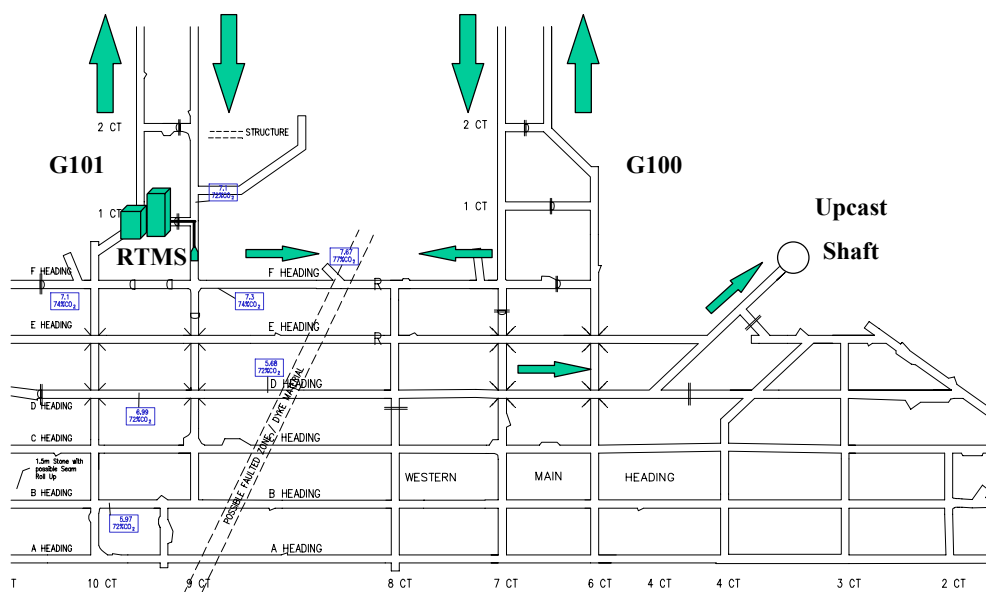 2 CT
STRUCTURE
2 CT
G101
G100
7.1
72%CO₂
1 CT
1 CT
Upcast
Shaft
RTMS
7.67
77%CO₂
F HEADING
F HEADING
R
7.1
74%CO₂
7.3
74%CO₂
E HEADING
E HEADING
R
5.68
72%CO₂
D HEADING
D HEADING
6.99
72%CO₂
POSSIBLE FAULTED ZONE / DYKE MATERIAL
C HEADING
HEADING
1.5m Stone with
possible Seam
Roll Up
WESTERN MAIN HEADING
B HEADING
B HEADING
5.97
72%CO₂
A HEADING
A HEADING
T 10 CT 9 CT 8 CT 7 CT 6 CT 4 CT 4 CT 3 CT 2 CT